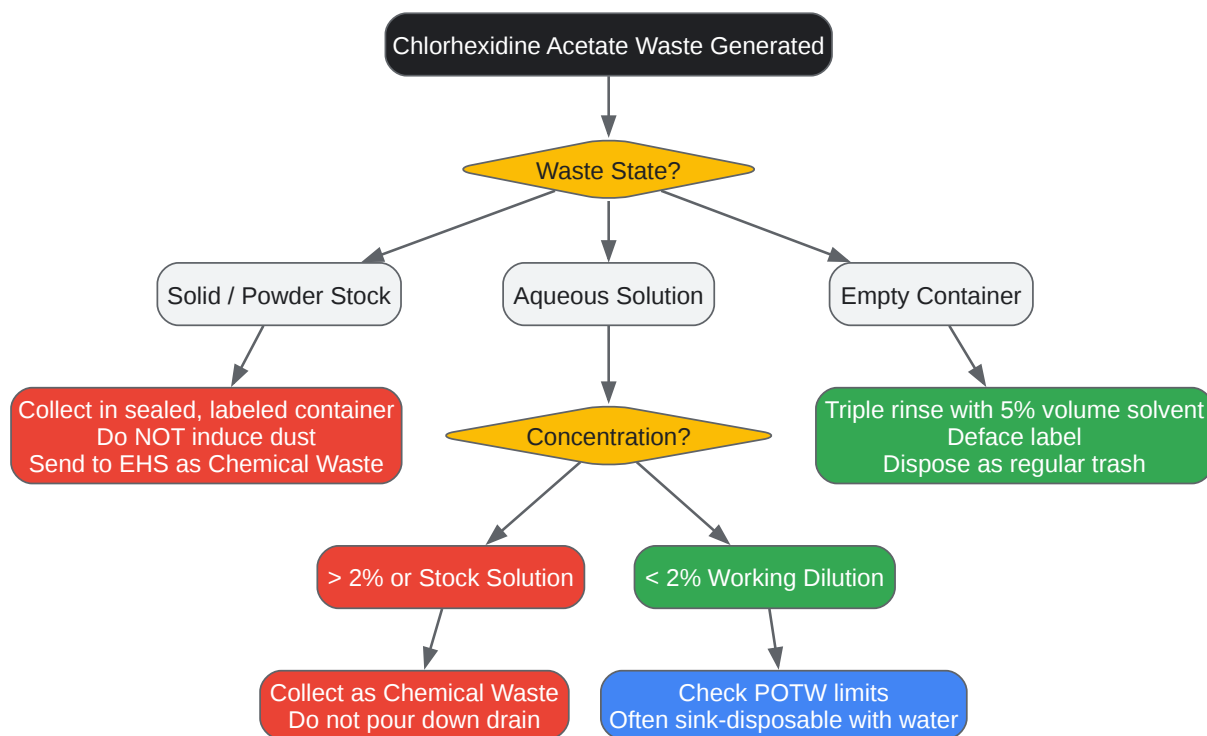 Chlorhexidine Acetate Waste Generated
Waste State?
Solid / Powder Stock
Aqueous Solution
Empty Container
Collect in sealed, labeled container
Do NOT induce dust
Send to EHS as Chemical Waste
Concentration?
Triple rinse with 5% volume solvent
Deface label
Dispose as regular trash
> 2% or Stock Solution
< 2% Working Dilution
Collect as Chemical Waste
Do not pour down drain
Check POTW limits
Often sink-disposable with water